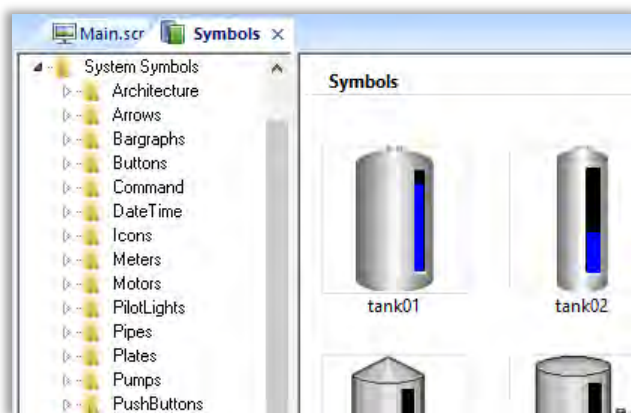 Main.scr Symbols ×
System Symbols
Architecture
Arrows
Bargraphs
Buttons
Command
DateTime
Icons
Meters
Motors
PilotLights
Pipes
Plates
Pumps
PushButtons
Symbols
tank01 tank02